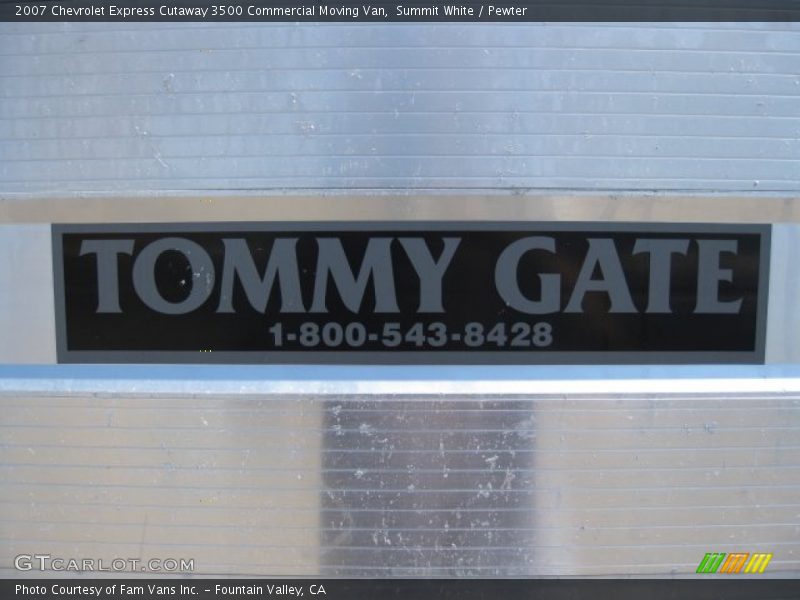 2007 Chevrolet Express Cutaway 3500 Commercial Moving Van,  Summit White / Pewter
TOMMY GATE
1-800-543-8428
GTCARLOT.COM
Photo Courtesy of Fam Vans Inc. – Fountain Valley, CA